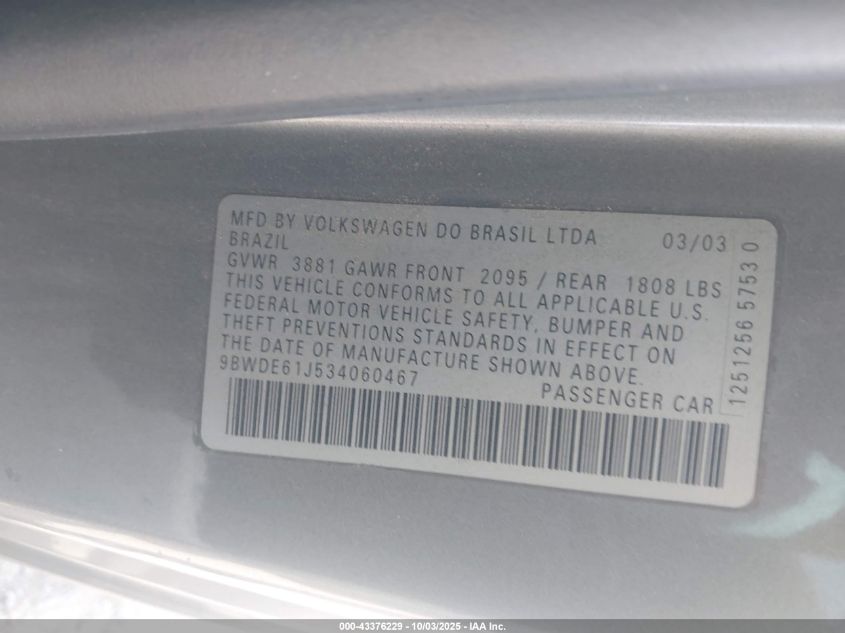 MFD BY VOLKSWAGEN DO BRASIL LTDA 03/03
BRAZIL
GVWR 3881 GAWR FRONT 2095 / REAR 1808 LBS
THIS VEHICLE CONFORMS TO ALL APPLICABLE U.S.
FEDERAL MOTOR VEHICLE SAFETY, BUMPER AND
THEFT PREVENTIONS STANDARDS IN EFFECT ON
THE DATE OF MANUFACTURE SHOWN ABOVE.
9BWDE61J534060467
PASSENGER CAR
1251256 57530
000-43376229 - 10/03/2025 - IAA Inc.